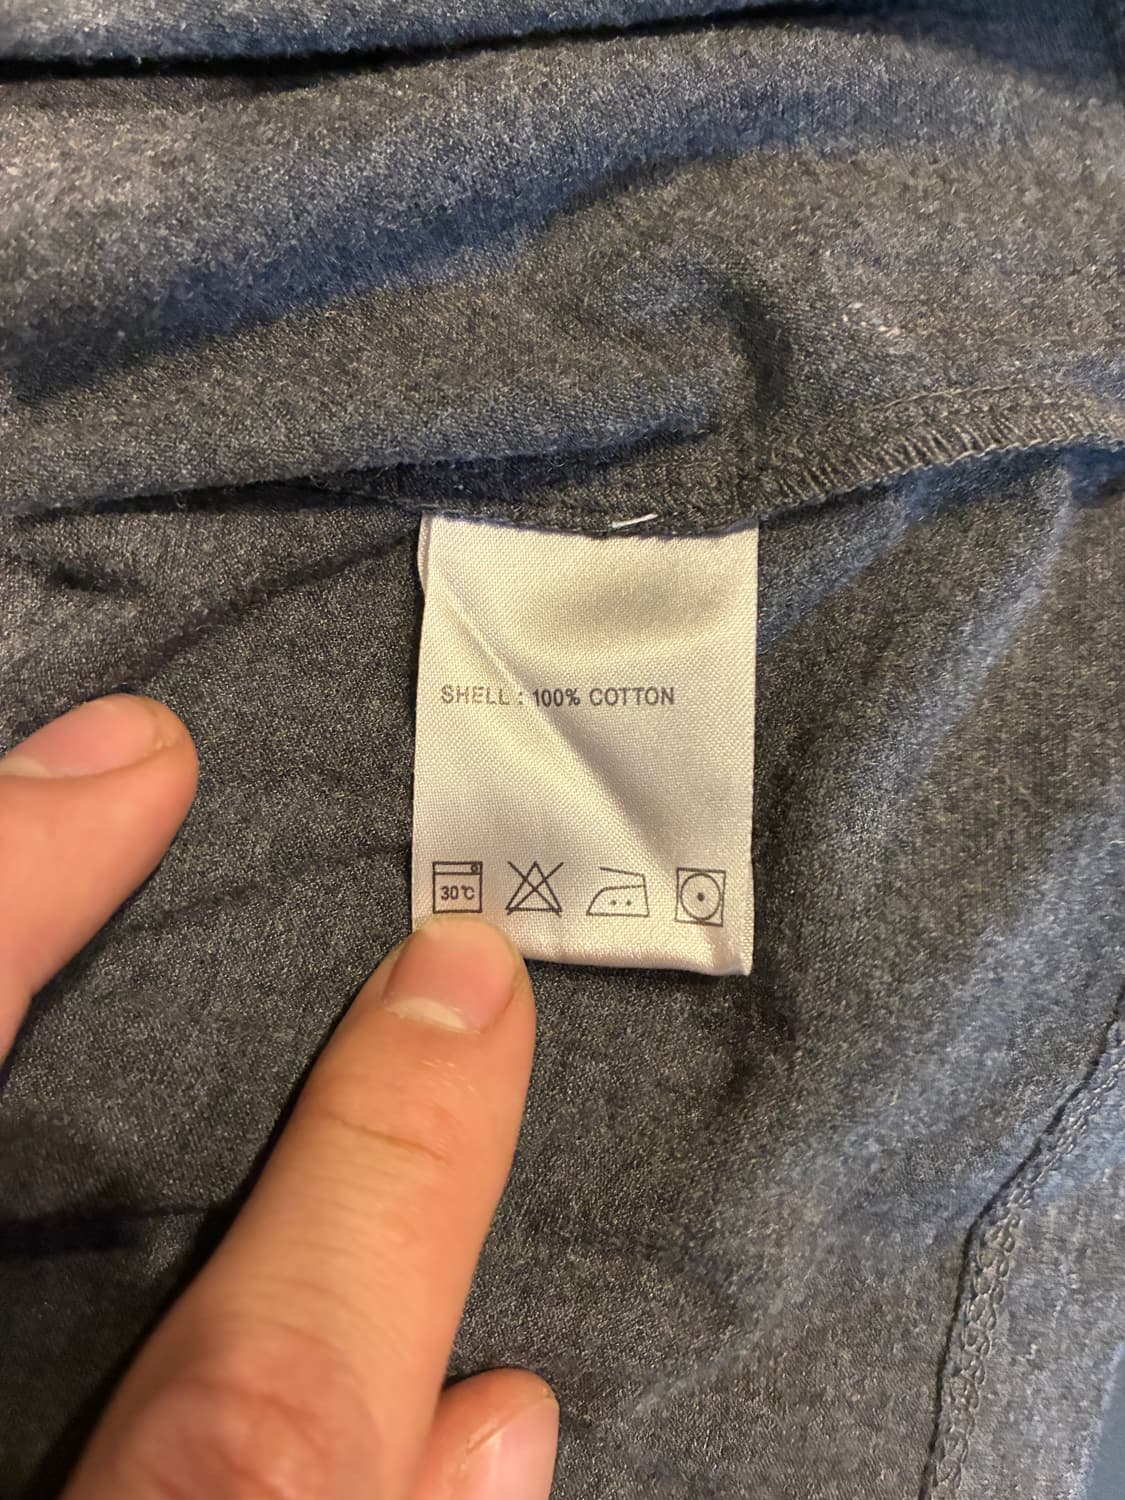 SHELL : 100% COTTON
30℃